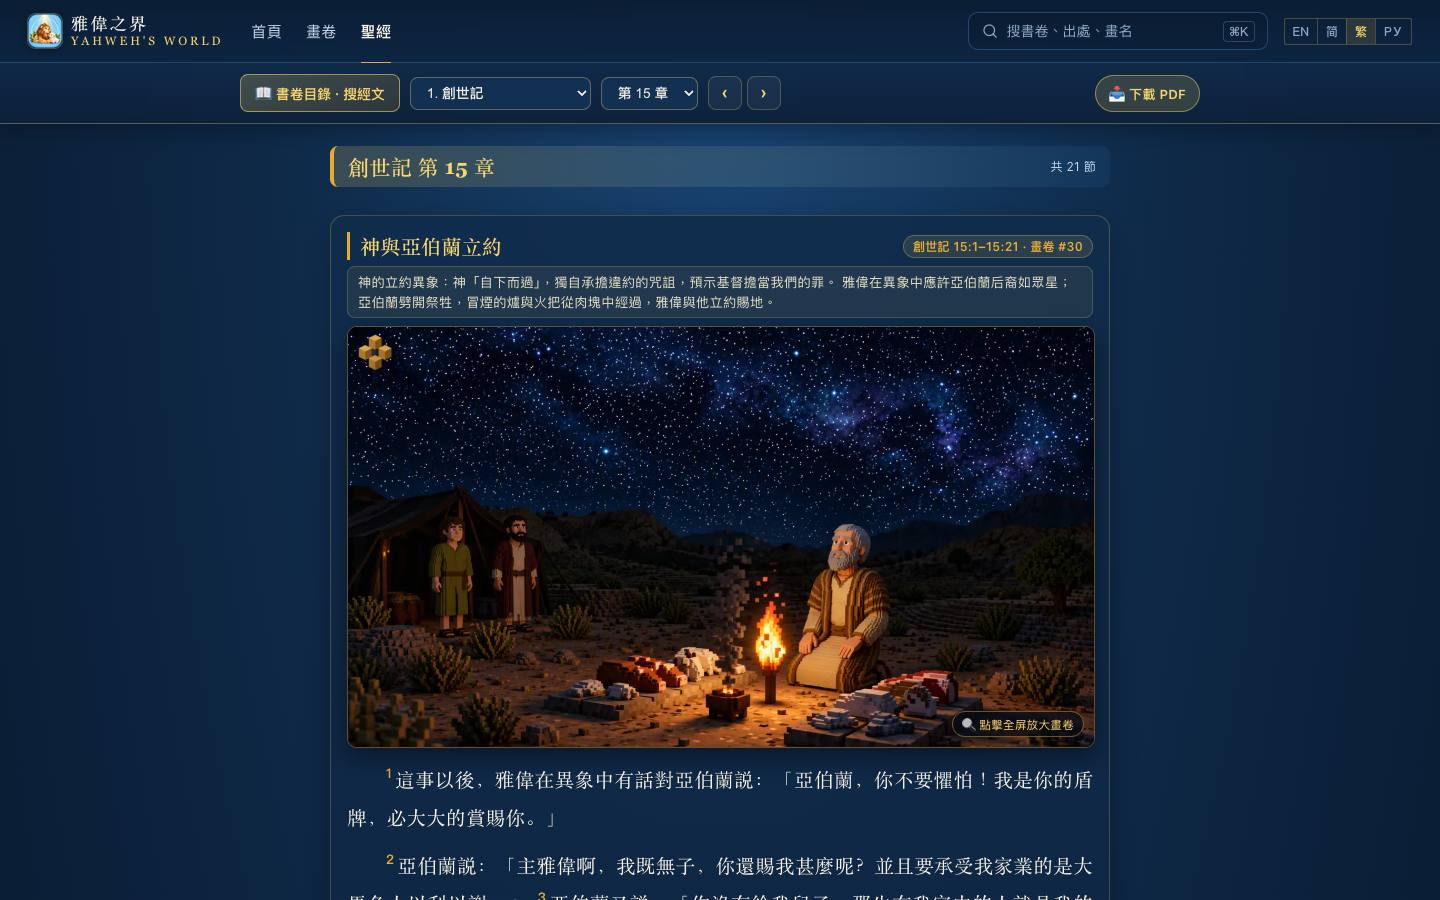 雅偉之界
YAHWEH'S WORLD
首頁 畫卷 聖經
搜書卷、出處、畫名 ⌘K
EN 简 繁 РУ
📖 書卷目錄 · 搜經文
1. 創世記
第 15 章
‹ ›
📥 下載 PDF
創世記 第 15 章
共 21 節
神與亞伯蘭立約
創世記 15:1–15:21 · 畫卷 #30
神的立約異象：神「自下而過」，獨自承擔違約的咒詛，預示基督擔當我們的罪。 雅偉在異象中應許亞伯蘭后裔如眾星；
亞伯蘭劈開祭牲，冒煙的爐與火把從肉塊中經過，雅偉與他立約賜地。
🔍 點擊全屏放大畫卷
1 這事以後，雅偉在異象中有話對亞伯蘭説：「亞伯蘭，你不要懼怕！我是你的盾
牌，必大大的賞賜你。」
2 亞伯蘭説：「主雅偉啊，我既無子，你還賜我甚麼呢？並且要承受我家業的是大